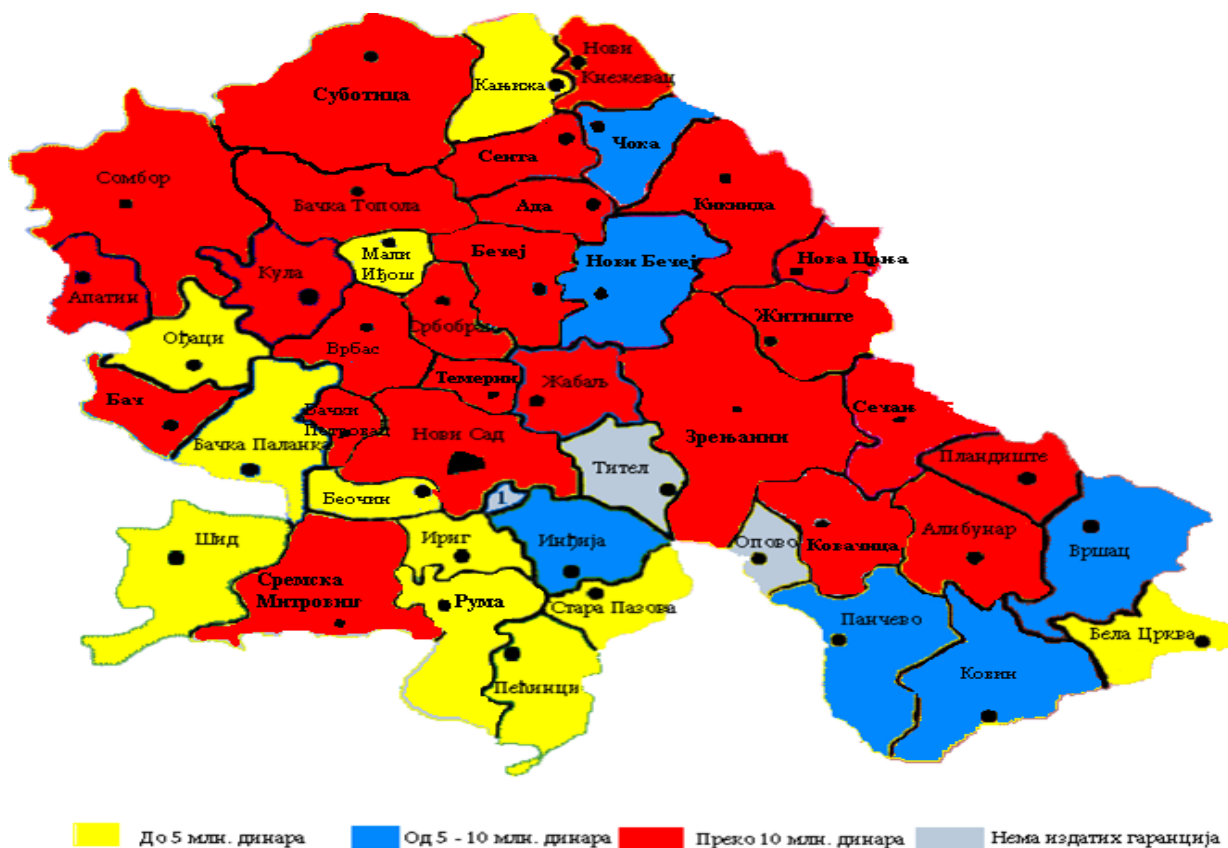 Нови
Кнежевац
Кањижа
Суботица
Чока
Сента
Сомбор
Бачка Топола
Ада
Кикинда
Мали
Иђош
Бечеј
Нови Бечеј
Нова Црња
Апатин
Кула
Житиште
Оџаци
Србобран
Врбас
Темерин
Жабаљ
Бач
Бачки
Петровац
Сечањ
Бачка Паланка
Нови Сад
Зрењанин
Тител
Пландиште
Беочин
1
Шид
Ириг
Инђија
Опово
Ковачица
Алибунар
Вршац
Сремска
Митровиц
Рума
Стара Пазова
Панчево
Бела Црква
Пећинци
Ковин
До 5 млн. динара
Од 5 - 10 млн. динара
Преко 10 млн. динара
Нема издатих гаранција